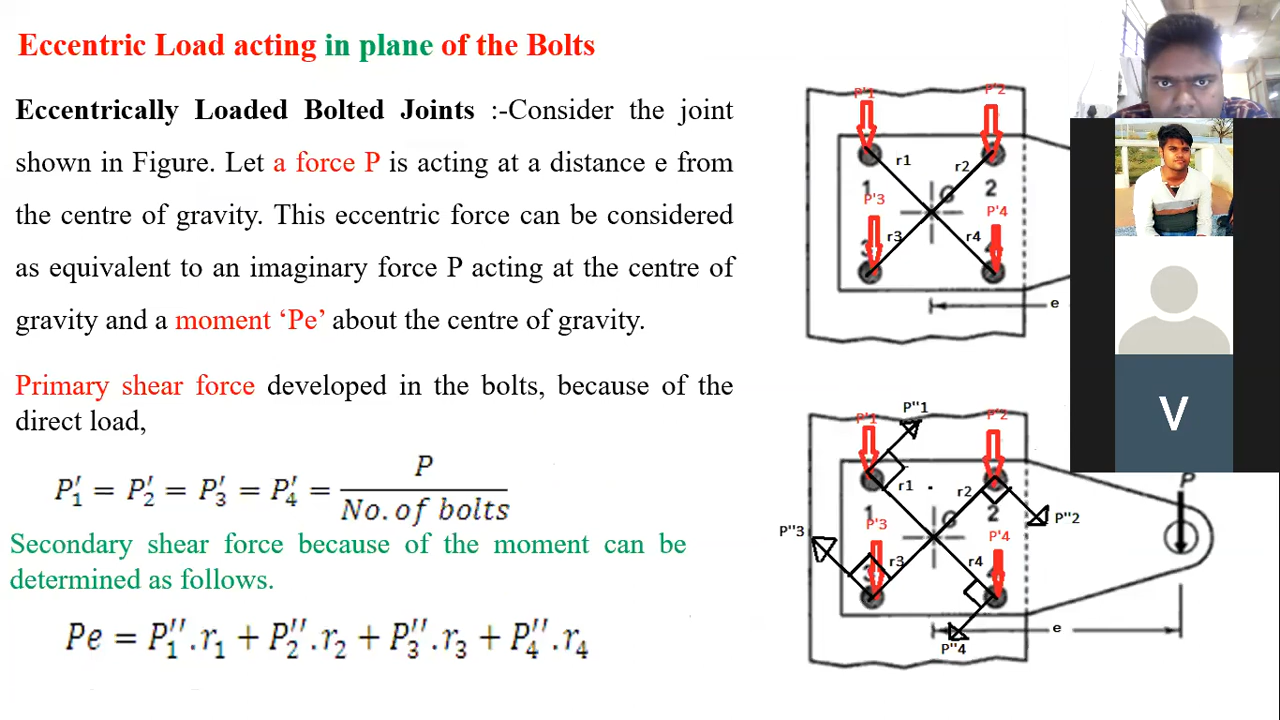 Eccentric Load acting in plane of the Bolts
Eccentrically Loaded Bolted Joints :-Consider the joint
shown in Figure. Let a force P is acting at a distance e from
the centre of gravity. This eccentric force can be considered
as equivalent to an imaginary force P acting at the centre of
gravity and a moment ‘Pe’ about the centre of gravity.
Primary shear force developed in the bolts, because of the
direct load,
P′1 = P′2 = P′3 = P′4 = P / No. of bolts
Secondary shear force because of the moment can be
determined as follows.
Pe = P″1 . r1 + P″2 . r2 + P″3 . r3 + P″4 . r4
P'1 P'2
r1 r2
1 G 2
P'3 P'4
r3 r4
e
V
P"1
P'1 P'2
P
r1 r2
1 G 2
P"2
P"3 P'3 P'4
r3 r4
e
P"4